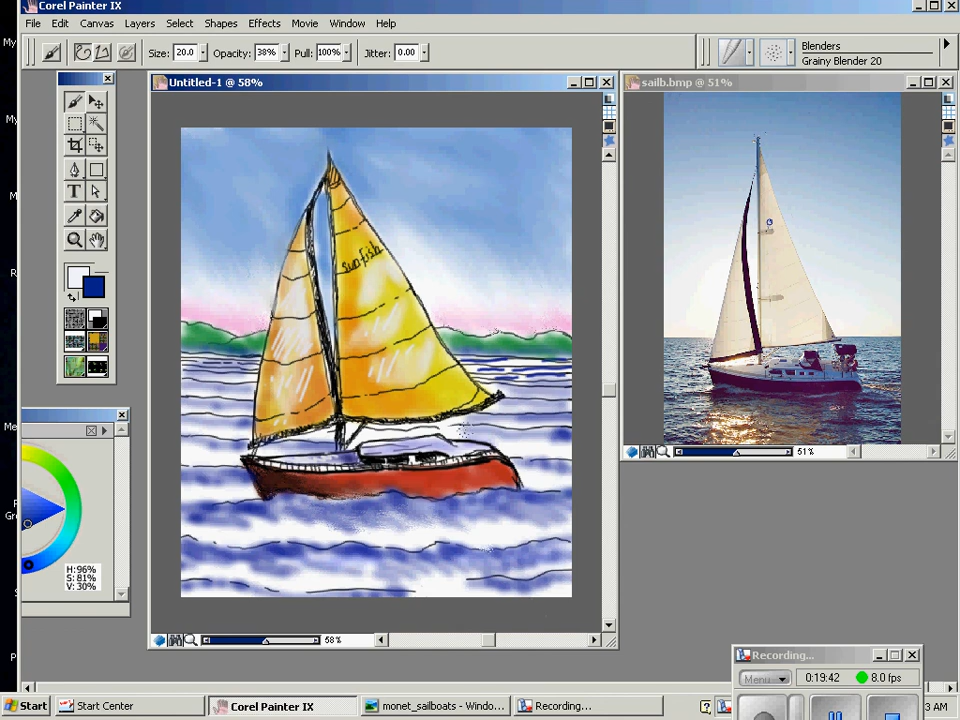 Corel Painter IX
File Edit Canvas Layers Select Shapes Effects Movie Window Help
Size: 20.0 Opacity: 38% Pull: 100% Jitter: 0.00
Blenders
Grainy Blender 20
Untitled-1 @ 58%
sailb.bmp @ 51%
My
My
Sunfish
51%
H: 96%
S: 81%
V: 30%
58%
Recording...
Menu 0:19:42 8.0 fps
Start Start Center Corel Painter IX monet_sailboats - Windo... Recording... 3 AM